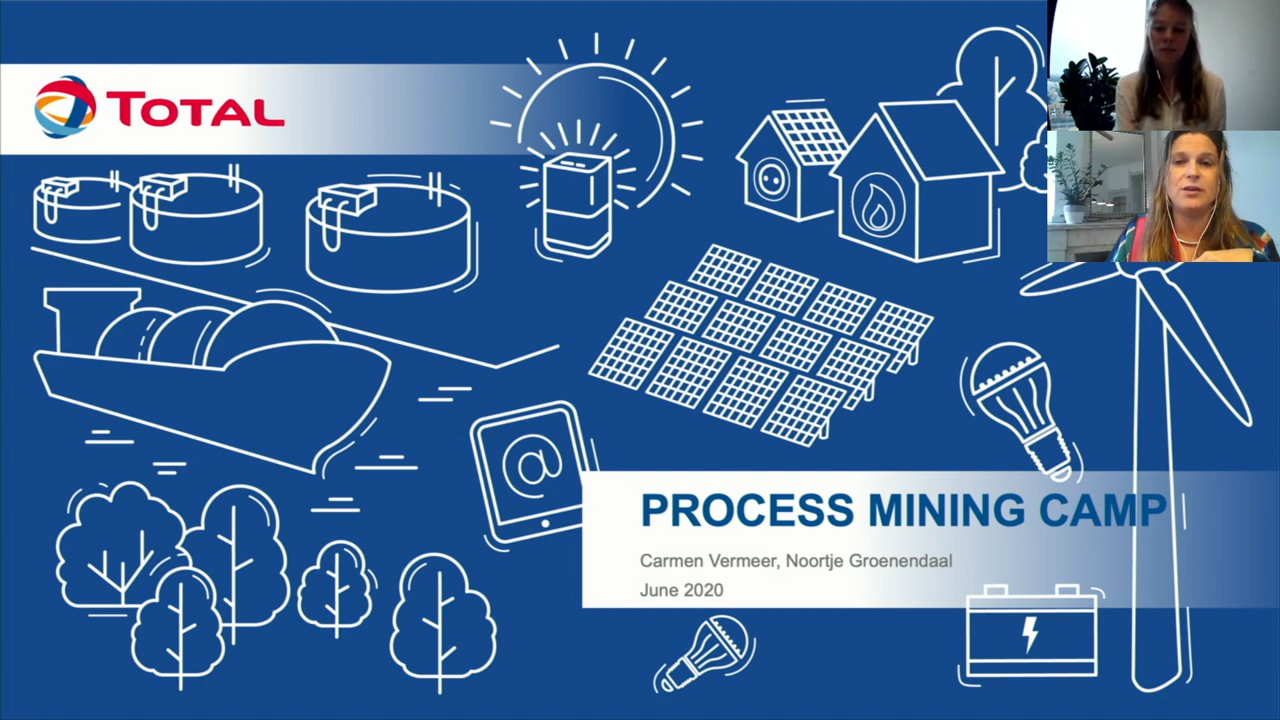 TOTAL
@
PROCESS MINING CAMP
Carmen Vermeer, Noortje Groenendaal
June 2020